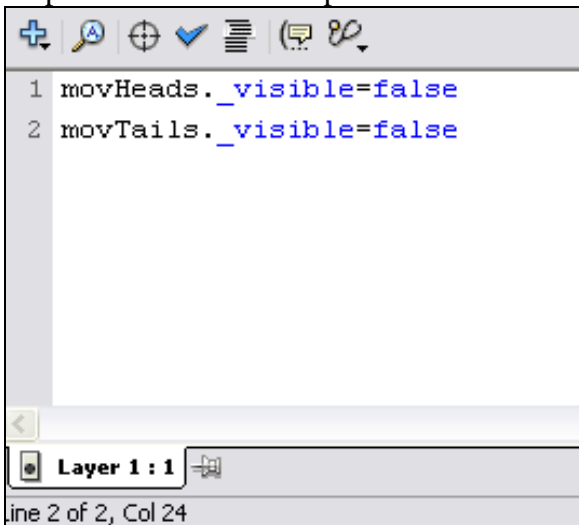 1 movHeads._visible=false
2 movTails._visible=false
Layer 1 : 1
ine 2 of 2, Col 24